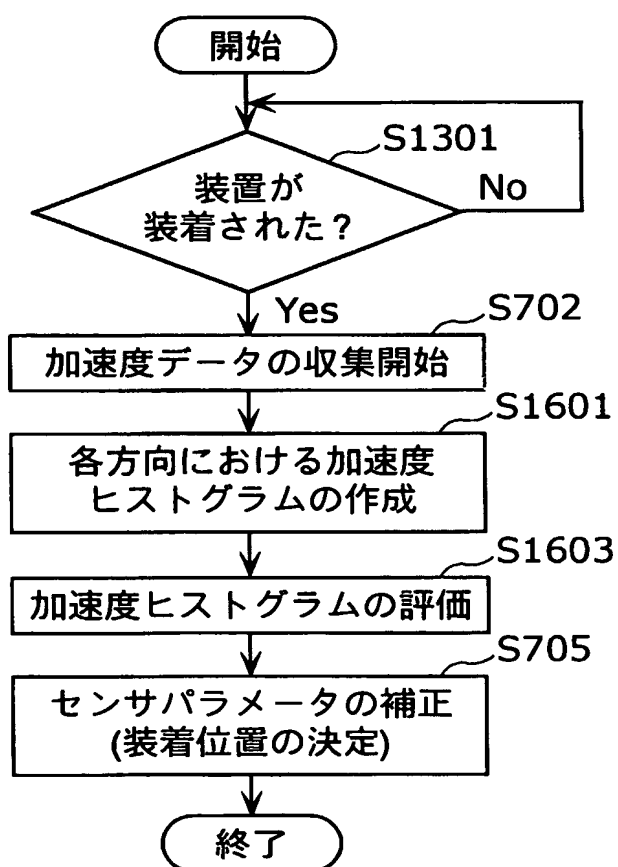 開始
S1301
装置が
装着された?
No
Yes
S702
加速度データの収集開始
S1601
各方向における加速度
ヒストグラムの作成
S1603
加速度ヒストグラムの評価
S705
センサパラメータの補正
(装着位置の決定)
終了